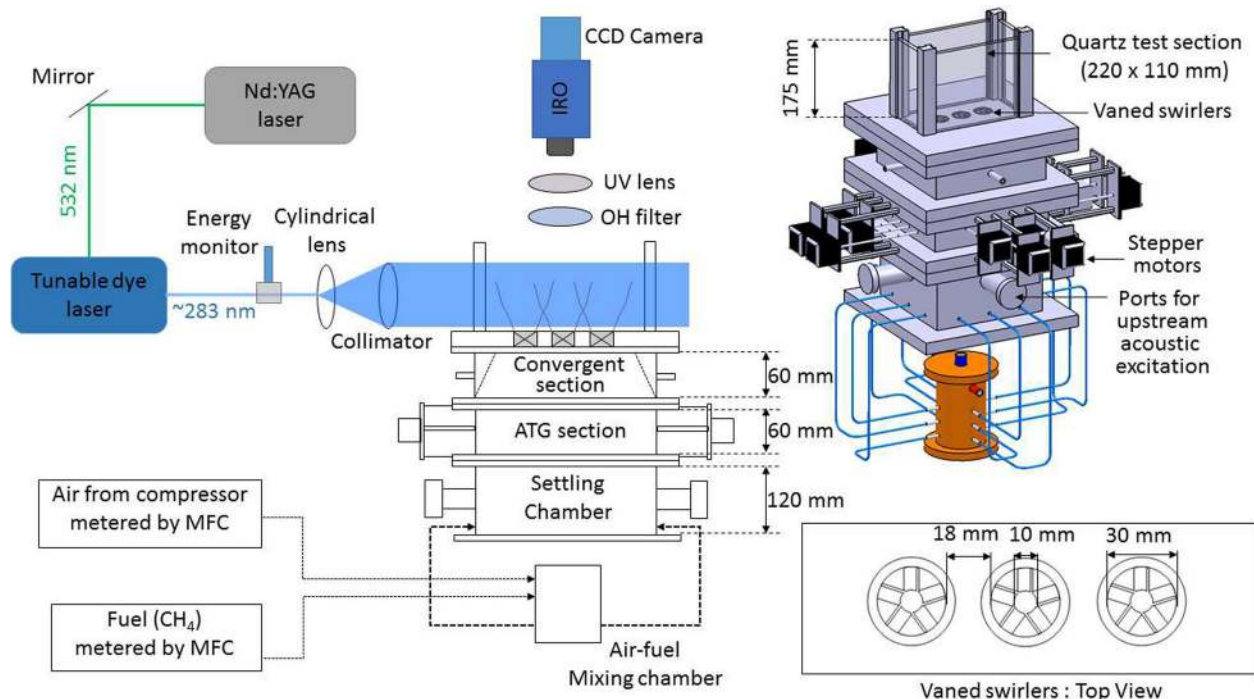 CCD Camera
IRO
UV lens
OH filter
Mirror
Nd:YAG
laser
532 nm
Energy
monitor
Cylindrical
lens
Tunable dye
laser
~283 nm
Collimator
Convergent
section
60 mm
ATG section
60 mm
Settling
Chamber
120 mm
Air from compressor
metered by MFC
Fuel (CH₄)
metered by MFC
Air-fuel
Mixing chamber
175 mm
Quartz test section
(220 x 110 mm)
Vaned swirlers
Stepper
motors
Ports for
upstream
acoustic
excitation
18 mm
10 mm
30 mm
Vaned swirlers : Top View